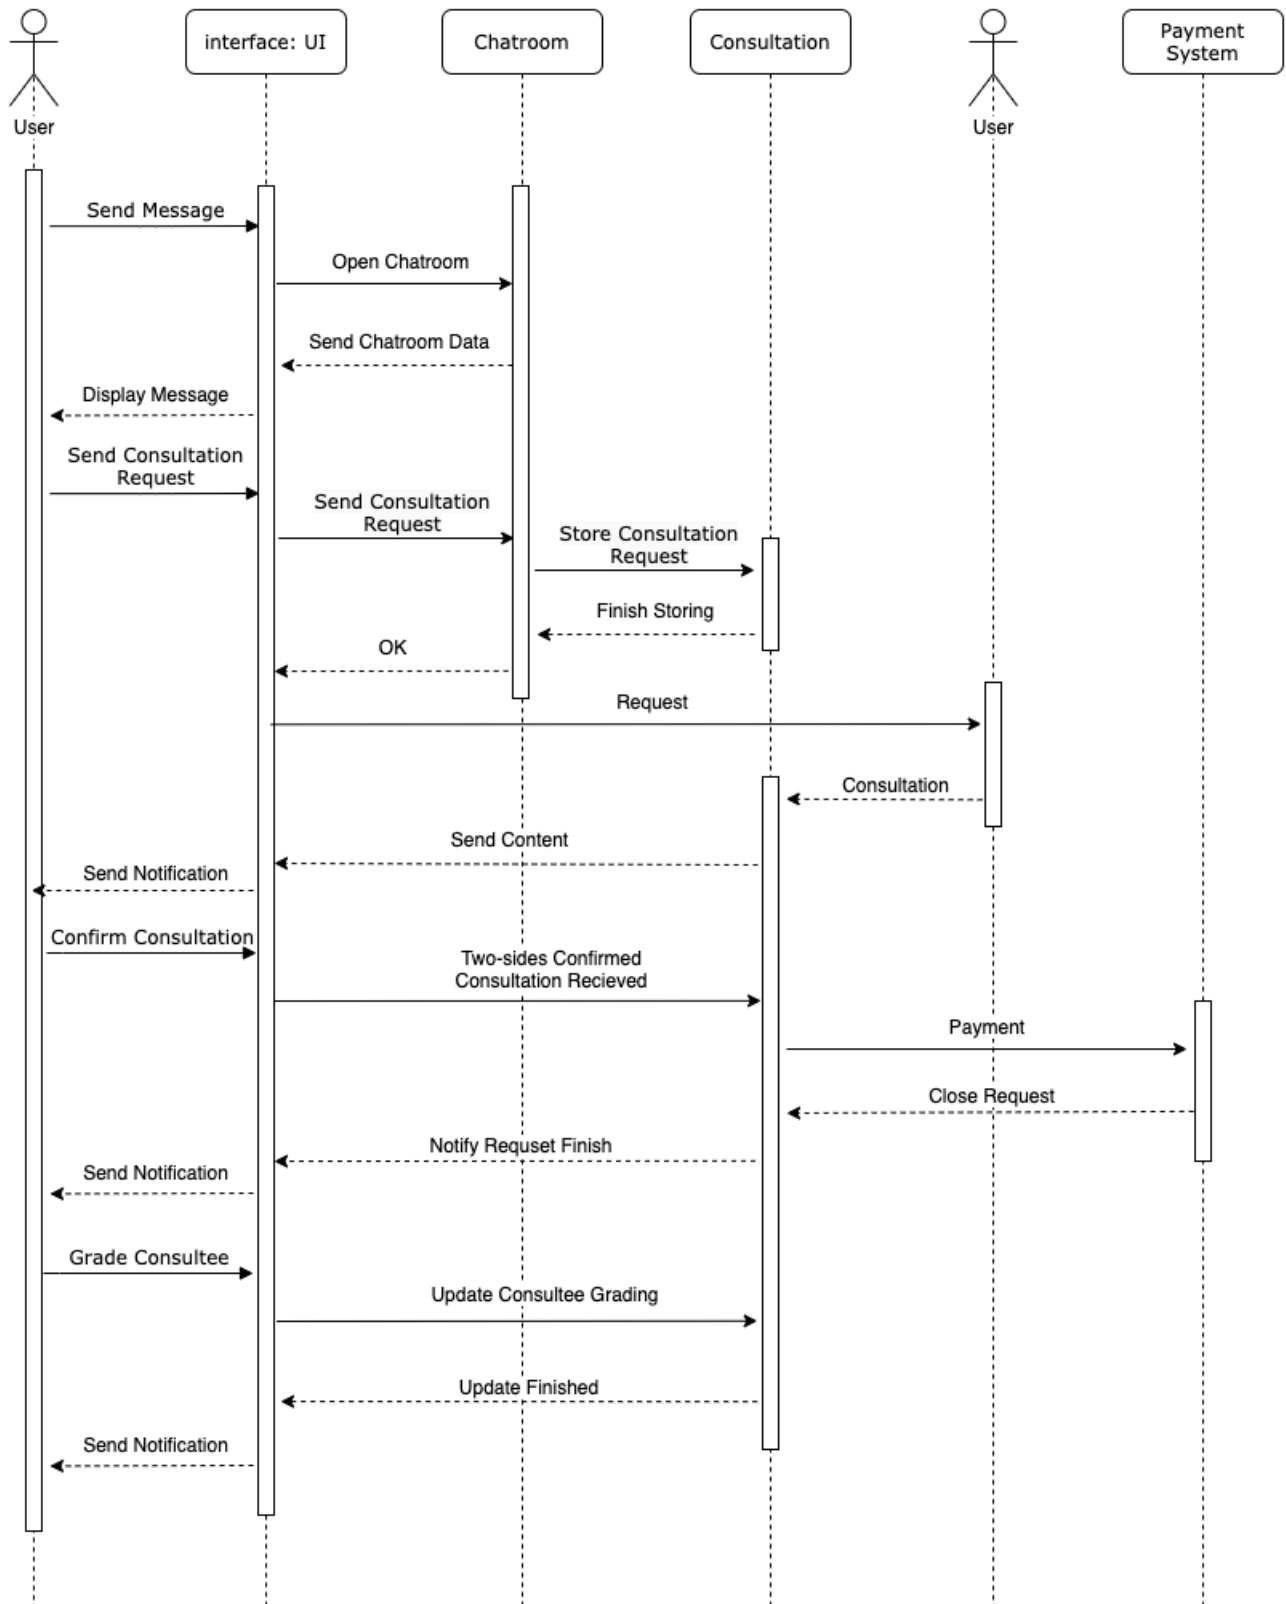 interface: UI
Chatroom
Consultation
Payment
System
User
User
Send Message
Open Chatroom
Send Chatroom Data
Display Message
Send Consultation
Request
Send Consultation
Request
Store Consultation
Request
Finish Storing
OK
Request
Consultation
Send Content
Send Notification
Confirm Consultation
Two-sides Confirmed
Consultation Recieved
Payment
Close Request
Notify Requset Finish
Send Notification
Grade Consultee
Update Consultee Grading
Update Finished
Send Notification